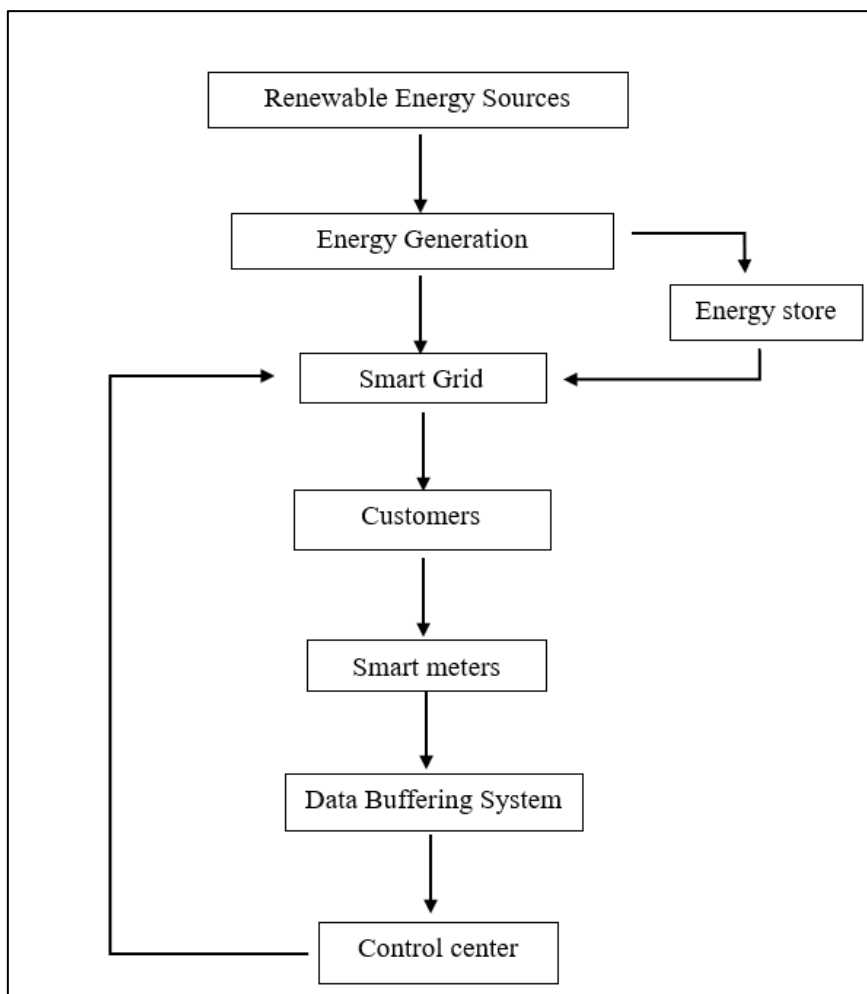 Renewable Energy Sources
Energy Generation
Energy store
Smart Grid
Customers
Smart meters
Data Buffering System
Control center